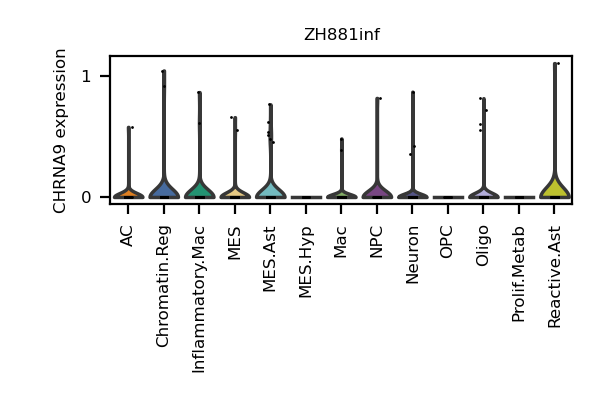 ZH881inf
CHRNA9 expression
1
0
AC
Chromatin.Reg
Inflammatory.Mac
MES
MES.Ast
MES.Hyp
Mac
NPC
Neuron
OPC
Oligo
Prolif.Metab
Reactive.Ast